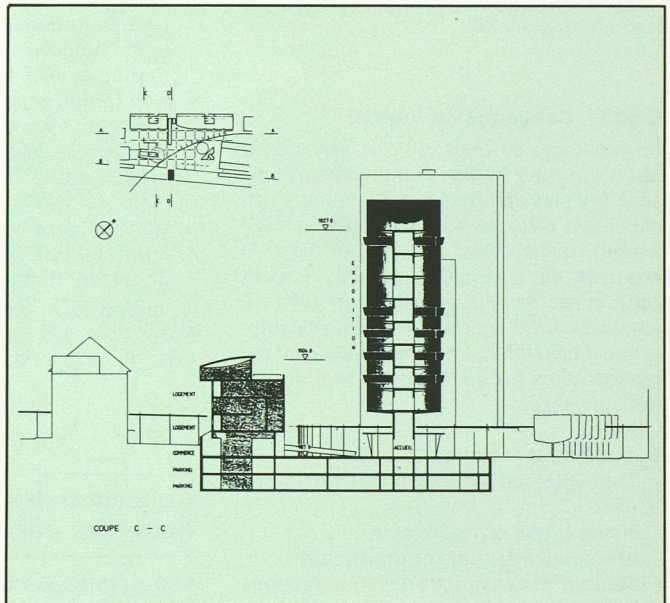 C D
A A
B B
C D
1027.0
EXPOSITION
1004.0
LOGEMENT
LOGEMENT
COMMERCE
ACCUEIL
PARKING
PARKING
COUPE C - C